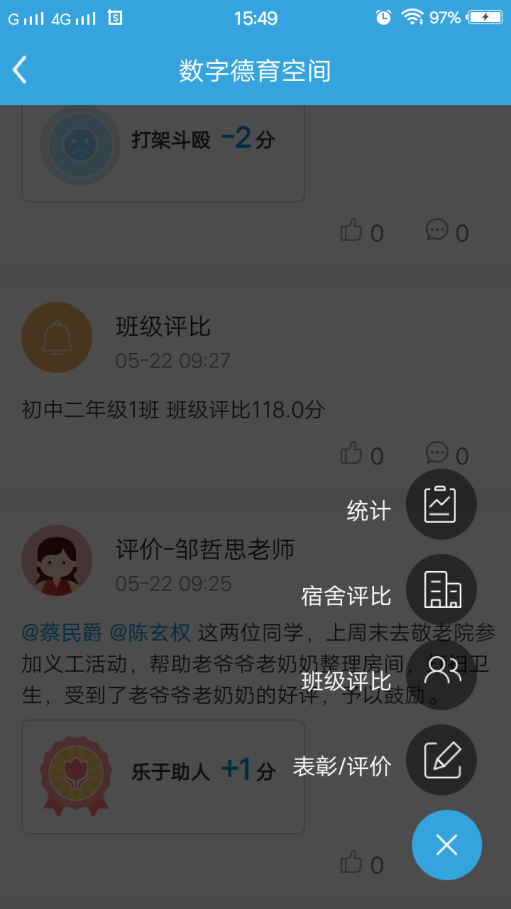 G 4G 15:49 97%
数字德育空间
打架斗殴 -2分
0 0
班级评比
05-22 09:27
初中二年级1班 班级评比118.0分
0 0
统计
评价-邹哲思老师
05-22 09:25
宿舍评比
@蔡民爵 @陈玄权 这两位同学，上周末去敬老院参
加义工活动，帮助老爷爷老奶奶整理房间，打扫卫
班级评比
生，受到了老爷爷老奶奶的好评，予以鼓励。
乐于助人 +1分
表彰/评价
0